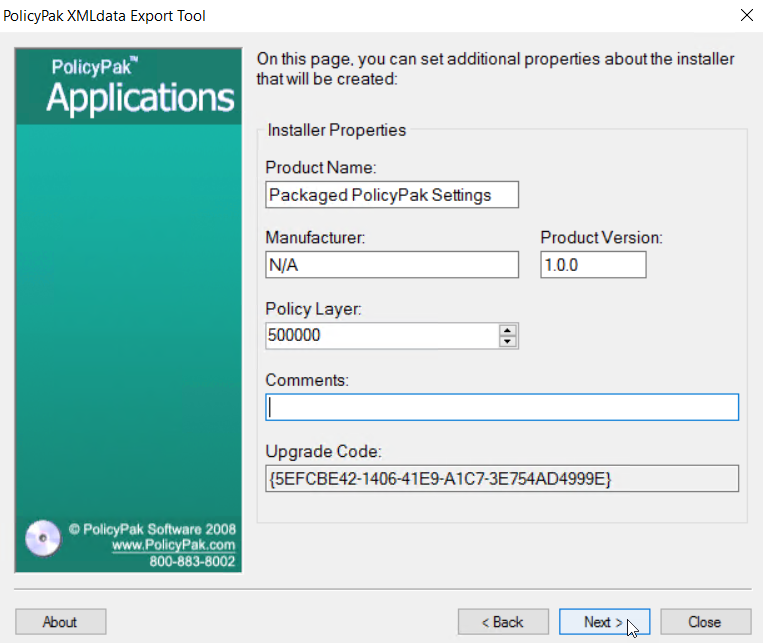 PolicyPak XMLdata Export Tool
PolicyPak™
Applications
On this page, you can set additional properties about the installer
that will be created:
Installer Properties
Product Name:
Packaged PolicyPak Settings
Manufacturer:
Product Version:
N/A
1.0.0
Policy Layer:
500000
Comments:
Upgrade Code:
{5EFCBE42-1406-41E9-A1C7-3E754AD4999E}
© PolicyPak Software 2008
www.PolicyPak.com
800-883-8002
About
< Back
Next >
Close